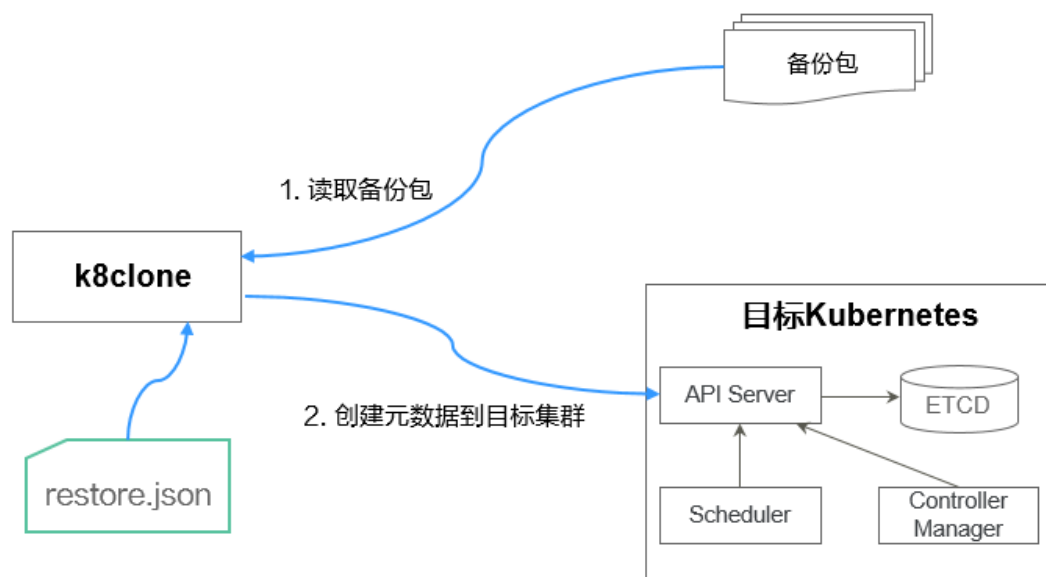 备份包
1. 读取备份包
k8clone
目标Kubernetes
API Server
ETCD
2. 创建元数据到目标集群
restore.json
Scheduler
Controller
Manager